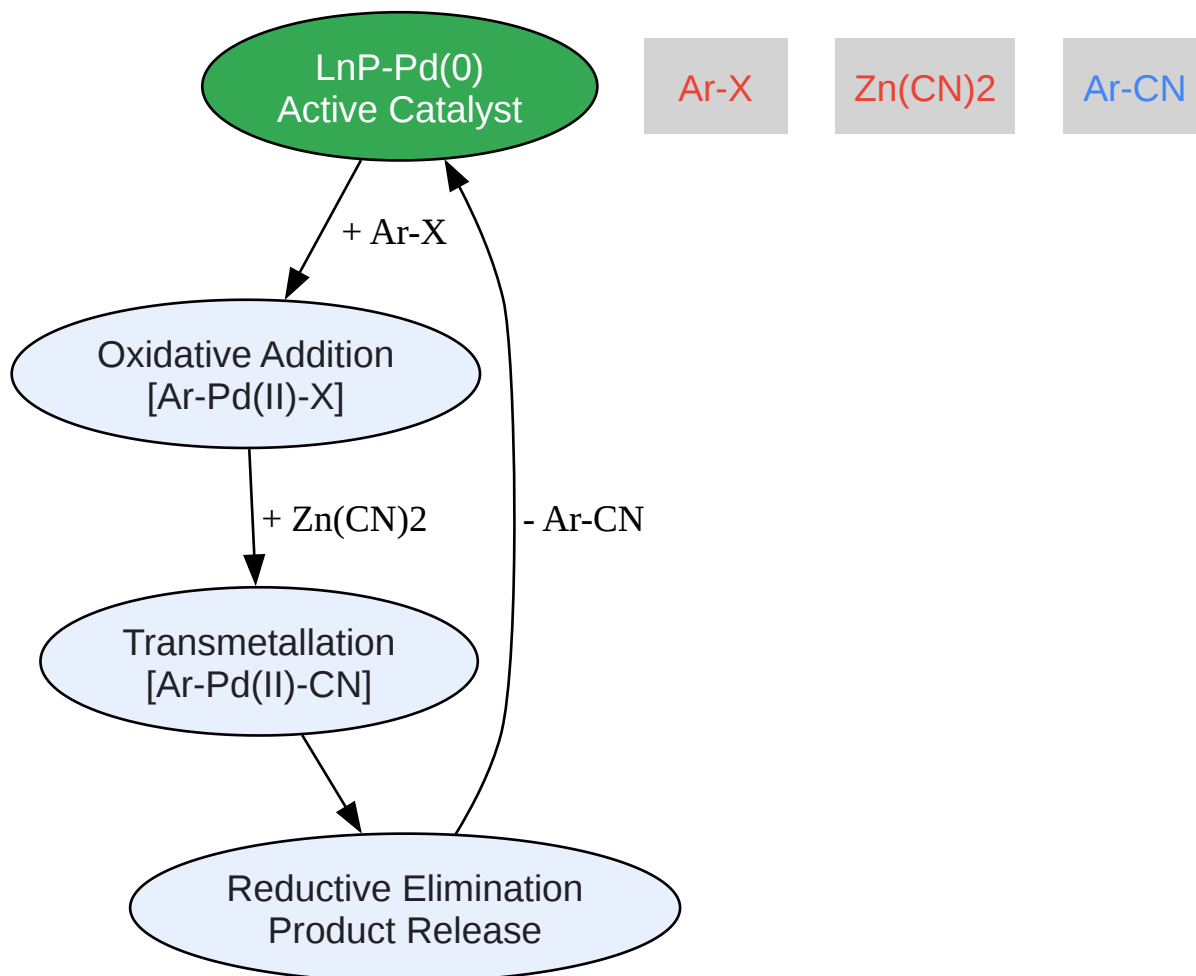 LnP-Pd(0)
Active Catalyst
Ar-X
Zn(CN)2
Ar-CN
+ Ar-X
Oxidative Addition
[Ar-Pd(II)-X]
+ Zn(CN)2
- Ar-CN
Transmetallation
[Ar-Pd(II)-CN]
Reductive Elimination
Product Release